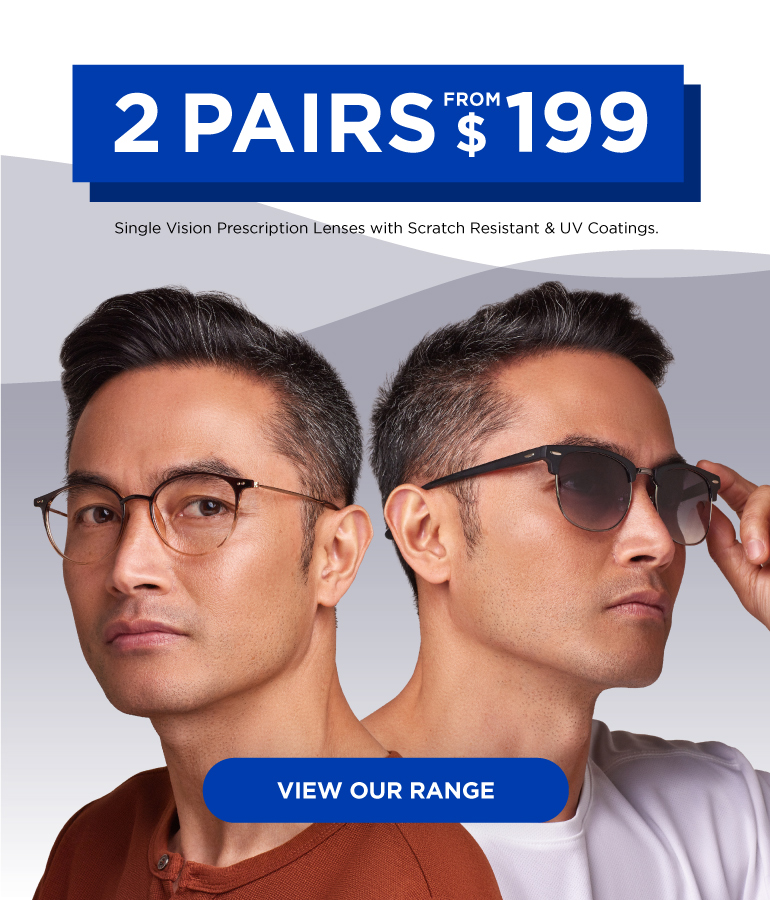 2 PAIRS FROM $199
Single Vision Prescription Lenses with Scratch Resistant & UV Coatings.
VIEW OUR RANGE